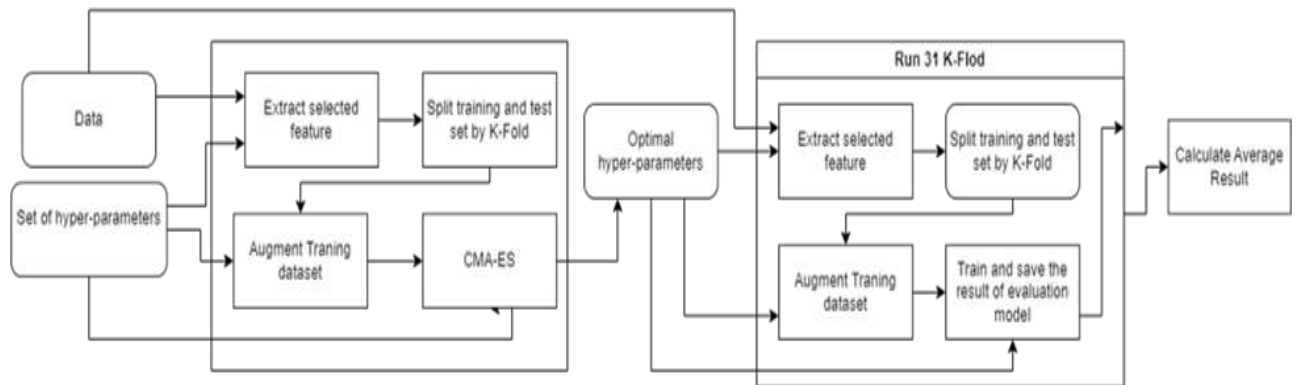 Data
Set of hyper-parameters
Extract selected
feature
Split training and test
set by K-Fold
Augment Traning
dataset
CMA-ES
Optimal
hyper-parameters
Run 31 K-Flod
Extract selected
feature
Split training and test
set by K-Fold
Augment Traning
dataset
Train and save the
result of evaluation
model
Calculate Average
Result